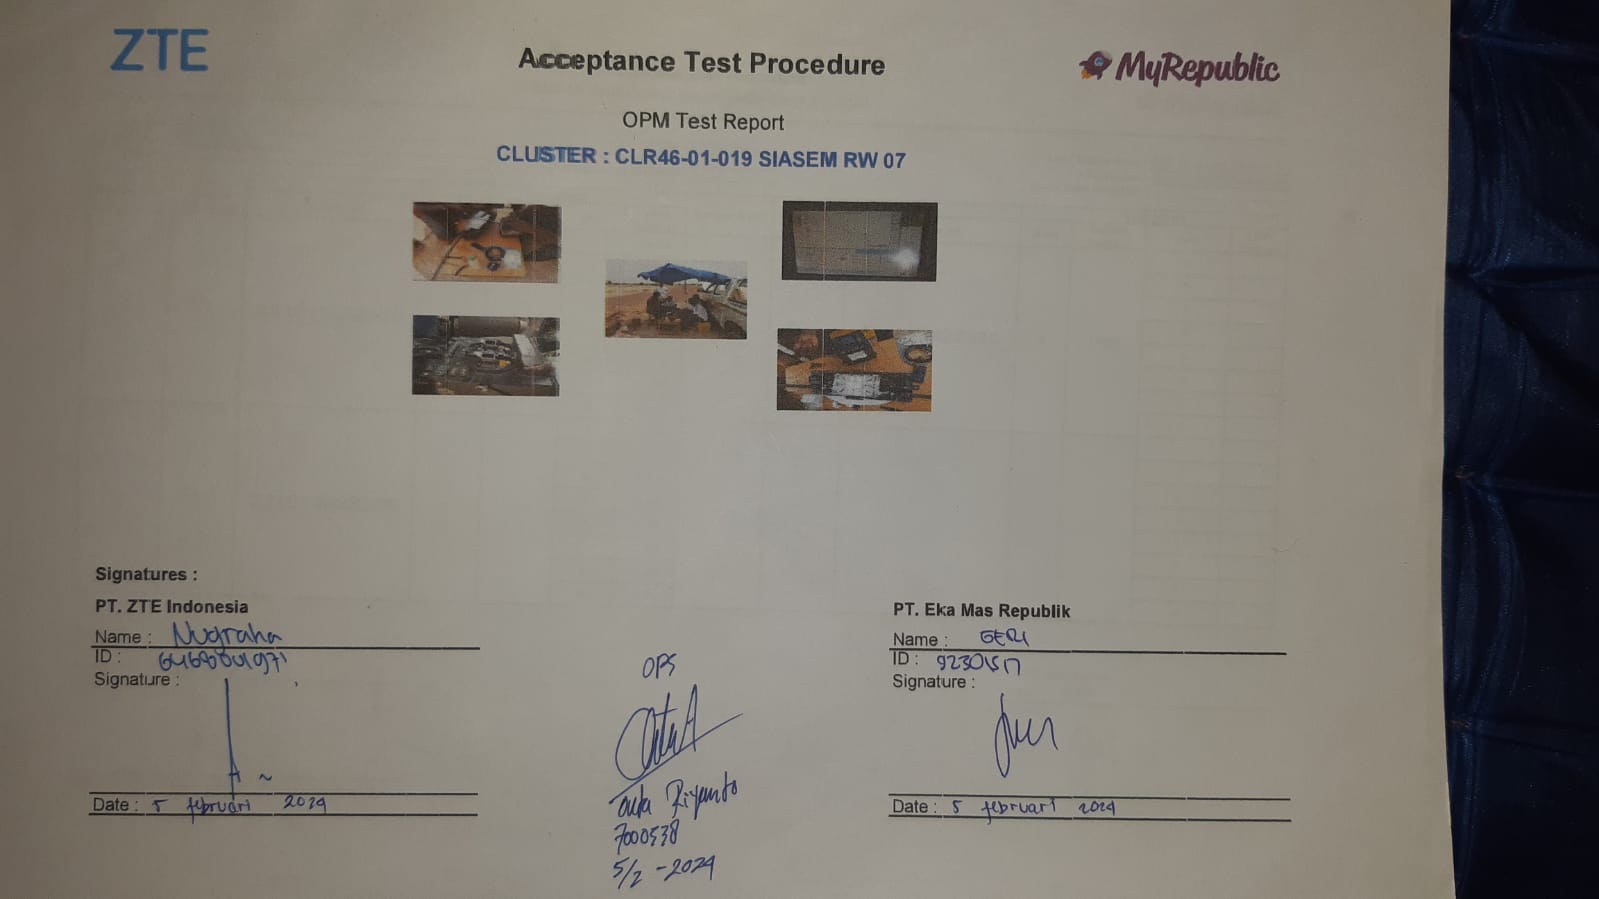 ZTE
Acceptance Test Procedure
MyRepublic
OPM Test Report
CLUSTER : CLR46-01-019 SIASEM RW 07
Signatures :
PT. ZTE Indonesia
Name : Nugraha
ID :
Signature :
Date : 5 februari 2024
OPS
Riyanto
7000538
5/2 - 2024
PT. Eka Mas Republik
Name : GERI
ID : 92301517
Signature :
Date : 5 februari 2024